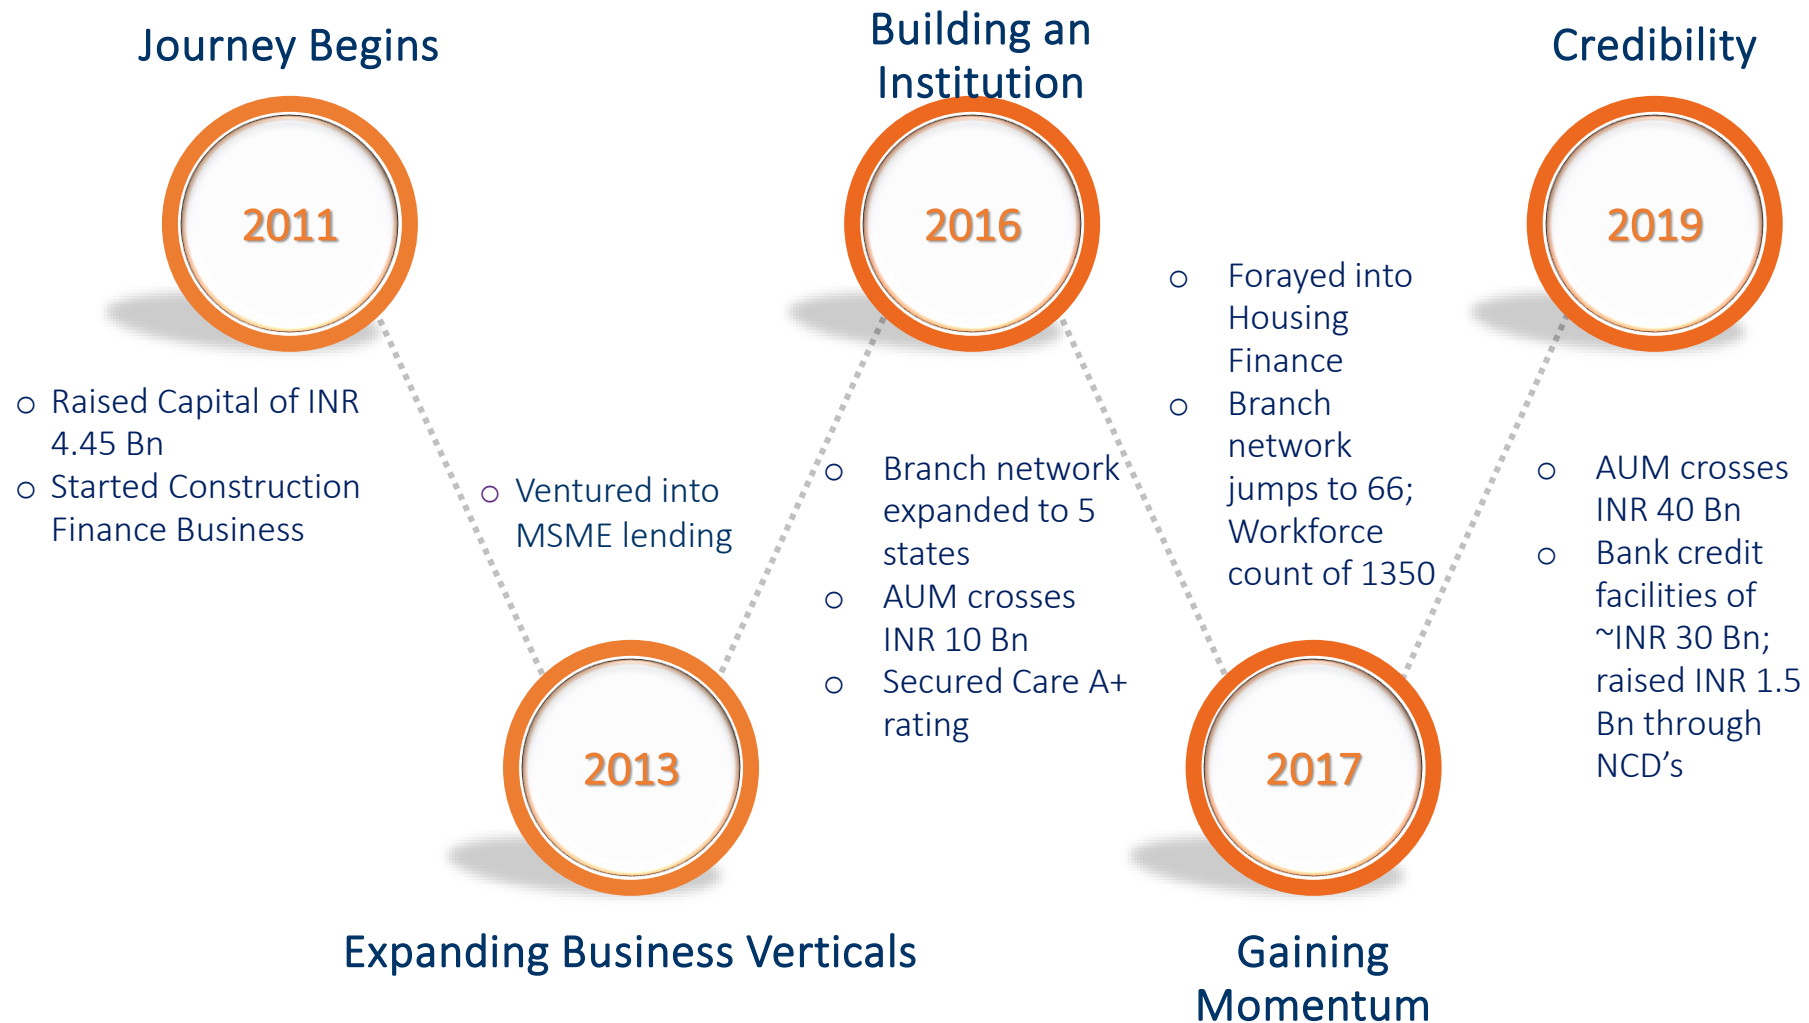 Journey Begins
2011
○ Raised Capital of INR
4.45 Bn
○ Started Construction
Finance Business
○ Ventured into
MSME lending
2013
Expanding Business Verticals
Building an
Institution
2016
○ Branch network
expanded to 5
states
○ AUM crosses
INR 10 Bn
○ Secured Care A+
rating
○ Forayed into
Housing
Finance
○ Branch
network
jumps to 66;
Workforce
count of 1350
2017
Gaining
Momentum
Credibility
2019
○ AUM crosses
INR 40 Bn
○ Bank credit
facilities of
~INR 30 Bn;
raised INR 1.5
Bn through
NCD’s